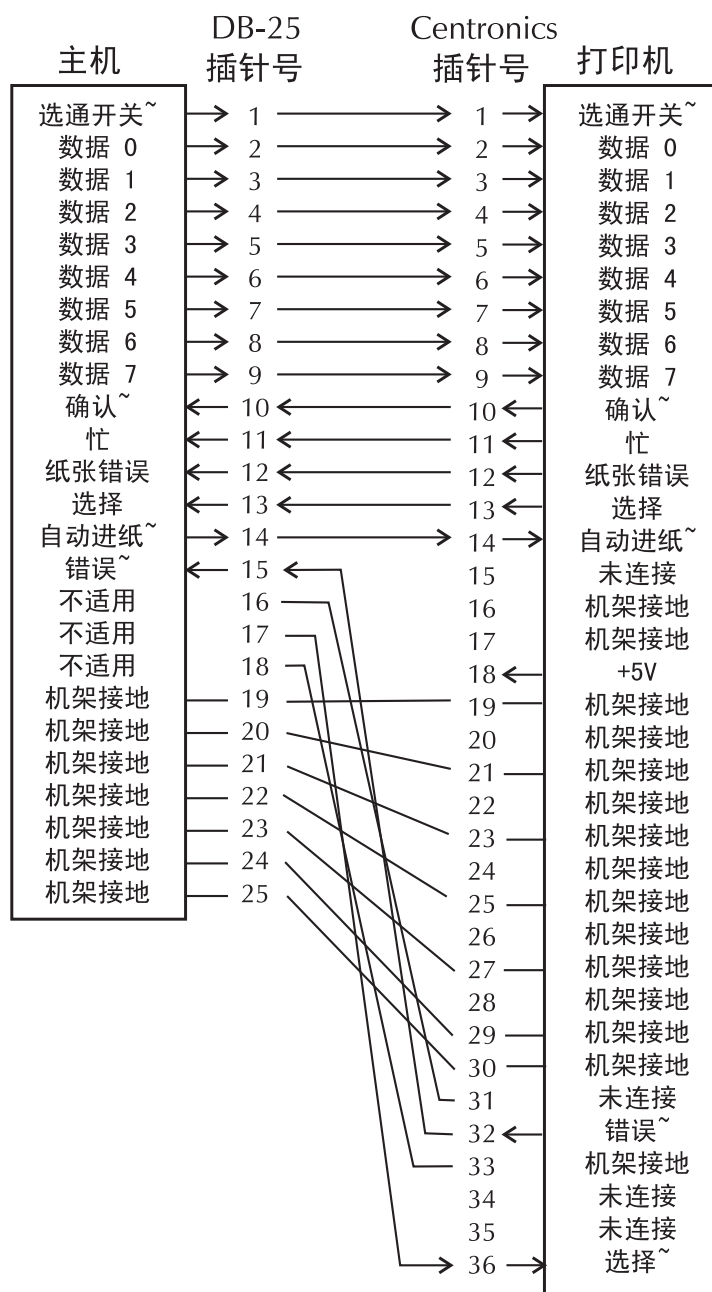 DB-25 Centronics
主机 插针号 插针号 打印机
选通开关~ 1 1 选通开关~
数据 0 2 2 数据 0
数据 1 3 3 数据 1
数据 2 4 4 数据 2
数据 3 5 5 数据 3
数据 4 6 6 数据 4
数据 5 7 7 数据 5
数据 6 8 8 数据 6
数据 7 9 9 数据 7
确认~ 10 10 确认~
忙 11 11 忙
纸张错误 12 12 纸张错误
选择 13 13 选择
自动进纸~ 14 14 自动进纸~
错误~ 15 15 未连接
不适用 16 16 机架接地
不适用 17 17 机架接地
不适用 18 18 +5V
机架接地 19 19 机架接地
机架接地 20 20 机架接地
机架接地 21 21 机架接地
机架接地 22 22 机架接地
机架接地 23 23 机架接地
机架接地 24 24 机架接地
机架接地 25 25 机架接地
26 机架接地
27 机架接地
28 机架接地
29 机架接地
30 机架接地
31 未连接
32 错误~
33 机架接地
34 未连接
35 未连接
36 选择~